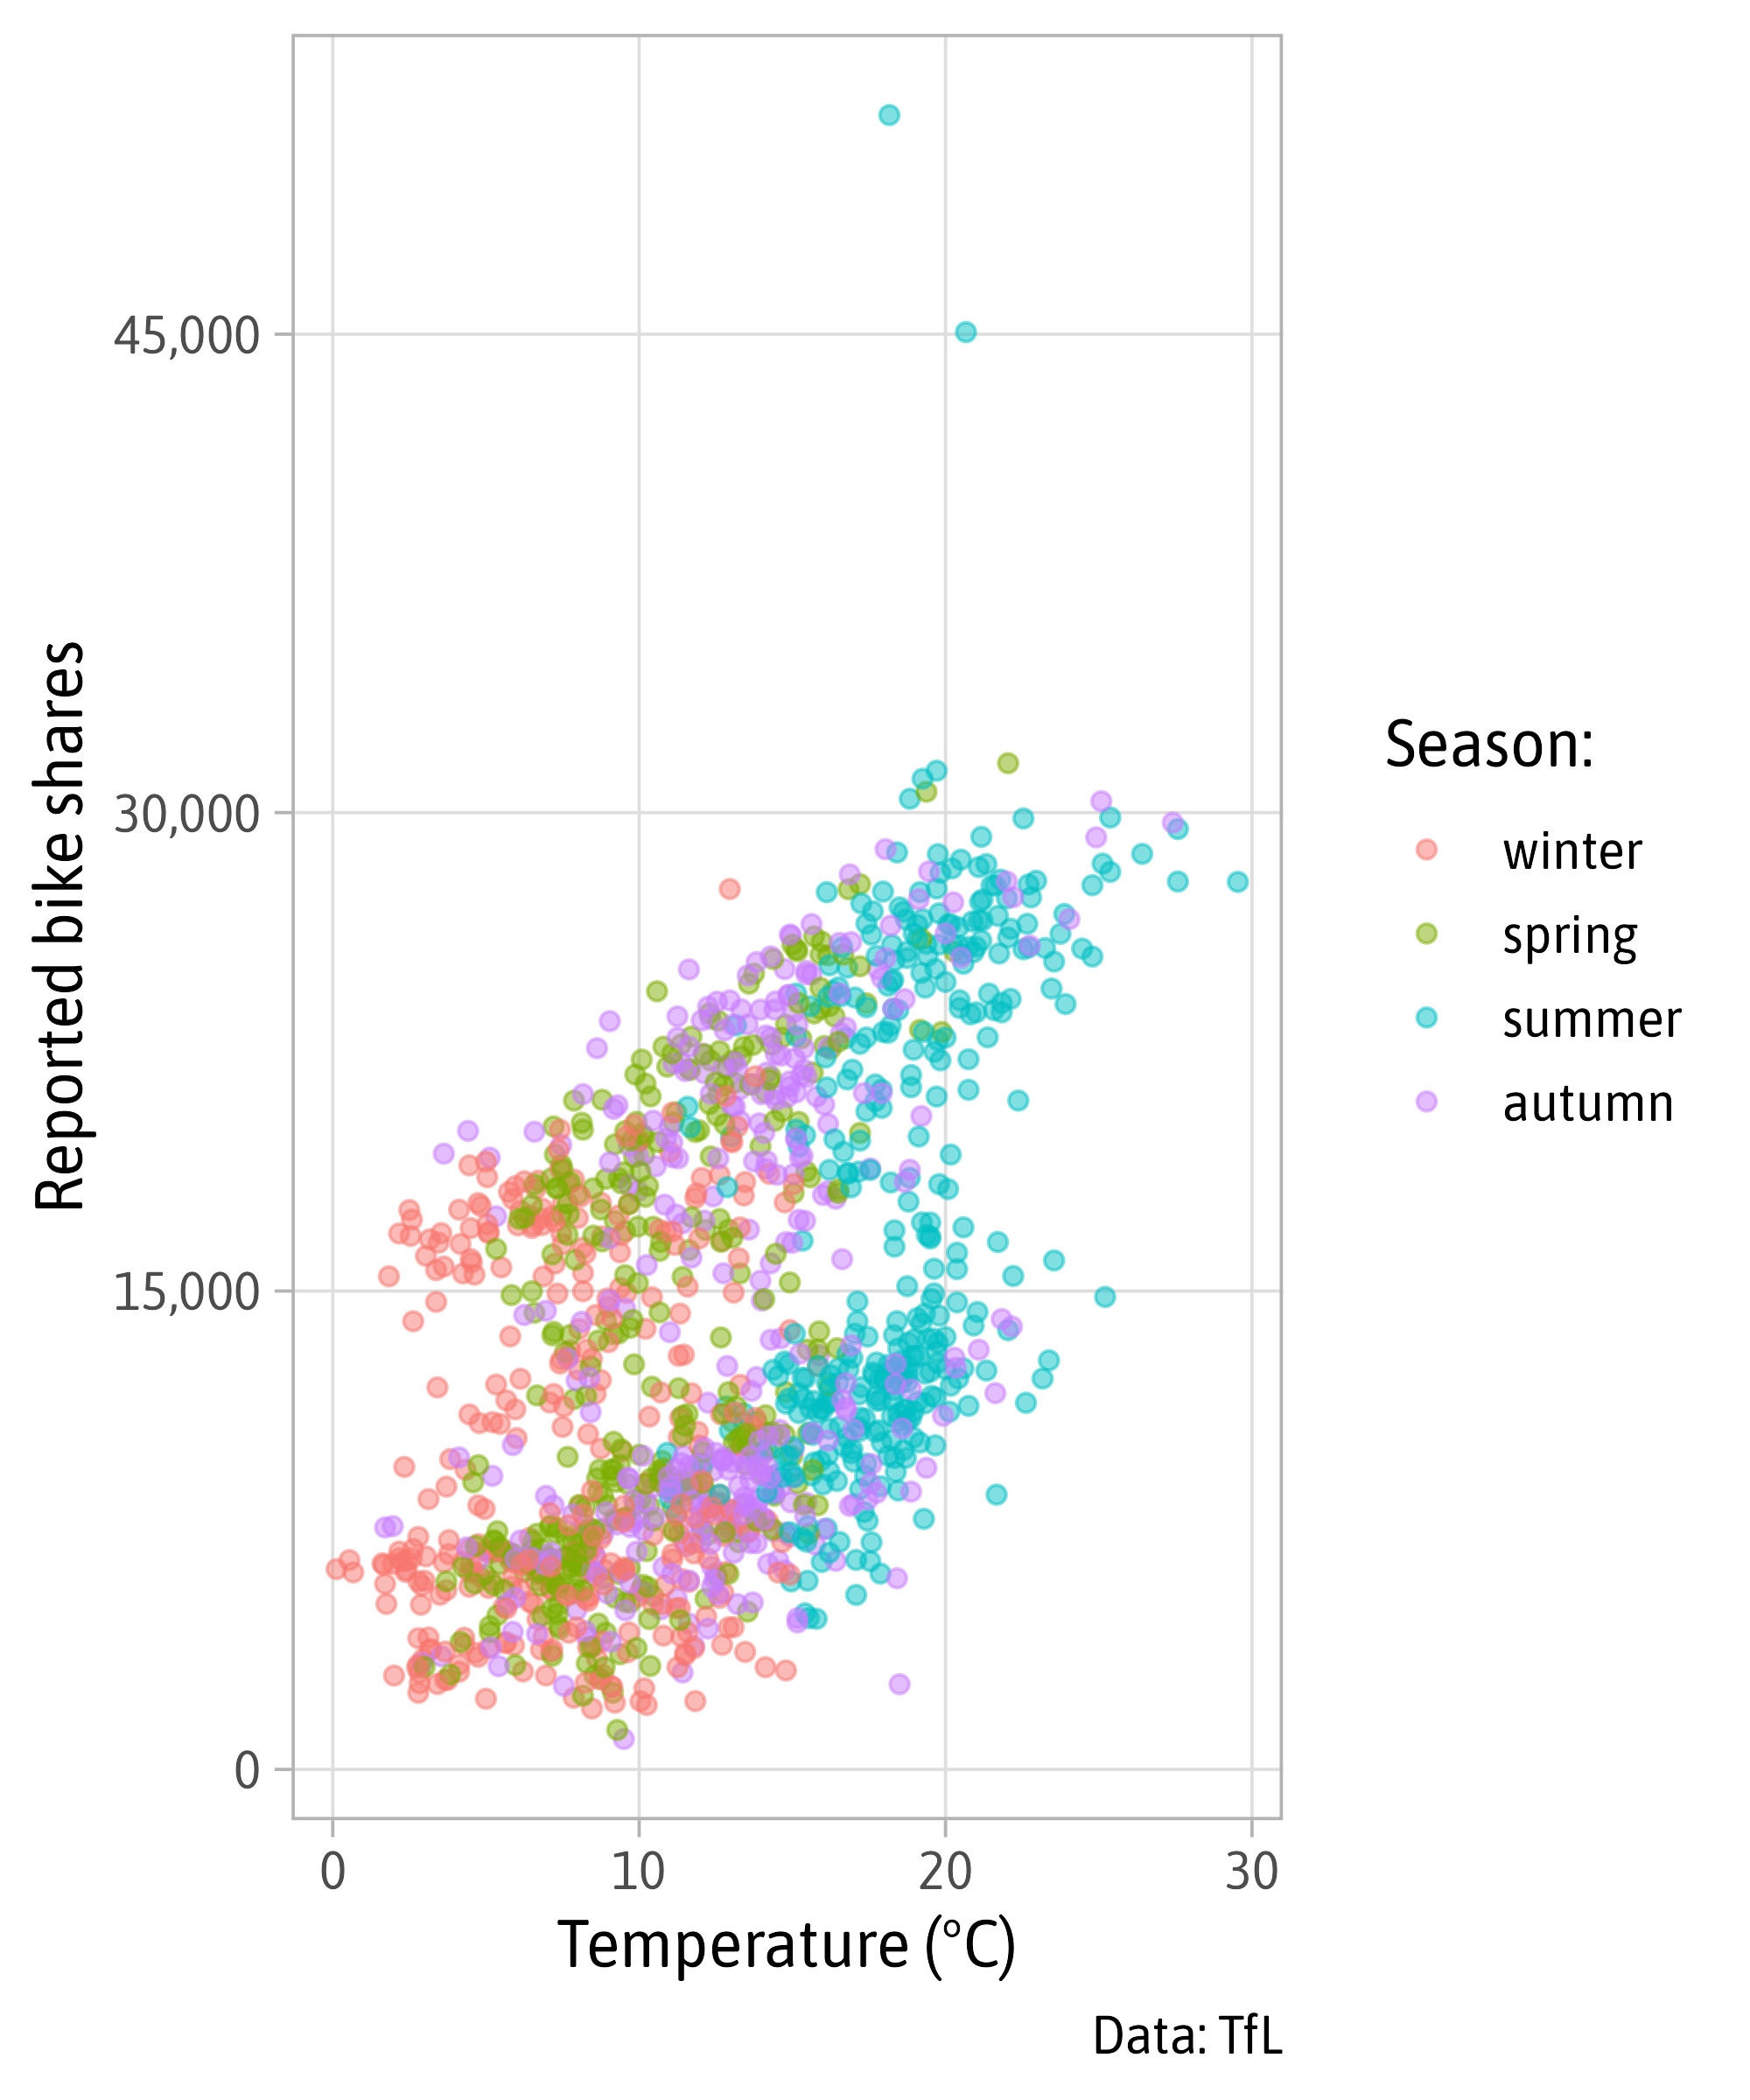 Reported bike shares
45,000
30,000
15,000
0
0 10 20 30
Temperature (°C)
Season:
winter
spring
summer
autumn
Data: TfL